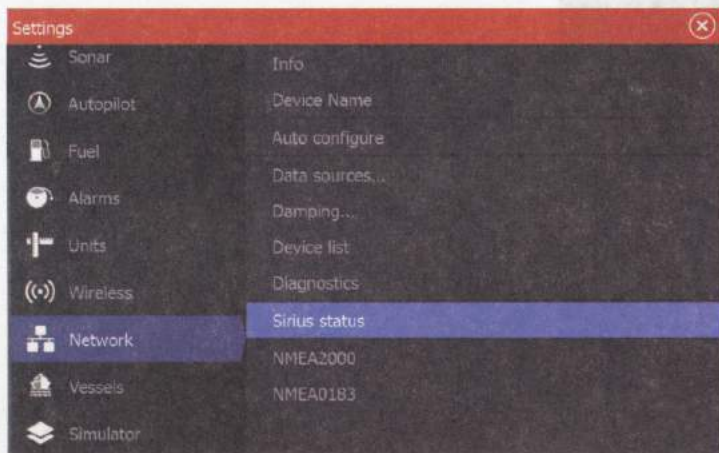 Settings
Sonar
Autopilot
Fuel
Alarms
Units
Wireless
Network
Vessels
Simulator
Info
Device Name
Auto configure
Data sources...
Damping...
Device list
Diagnostics
Sirius status
NMEA2000
NMEA0183